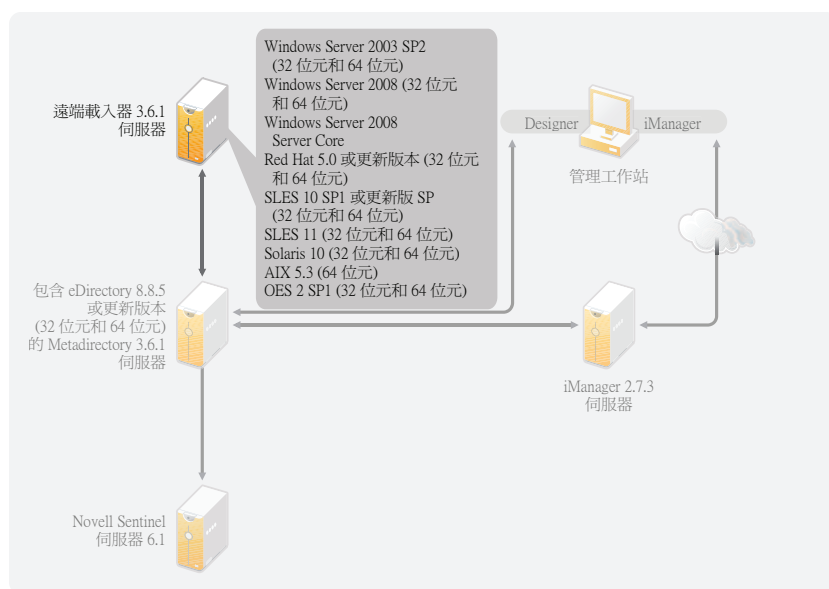 遠端載入器 3.6.1
伺服器
Windows Server 2003 SP2
(32 位元和 64 位元)
Windows Server 2008 (32 位元
和 64 位元)
Windows Server 2008
Server Core
Red Hat 5.0 或更新版本 (32 位元
和 64 位元)
SLES 10 SP1 或更新版 SP
(32 位元和 64 位元)
SLES 11 (32 位元和 64 位元)
Solaris 10 (32 位元和 64 位元)
AIX 5.3 (64 位元)
OES 2 SP1 (32 位元和 64 位元)
Designer
iManager
管理工作站
包含 eDirectory 8.8.5
或更新版本
(32 位元和 64 位元)
的 Metadirectory 3.6.1
伺服器
iManager 2.7.3
伺服器
Novell Sentinel
伺服器 6.1